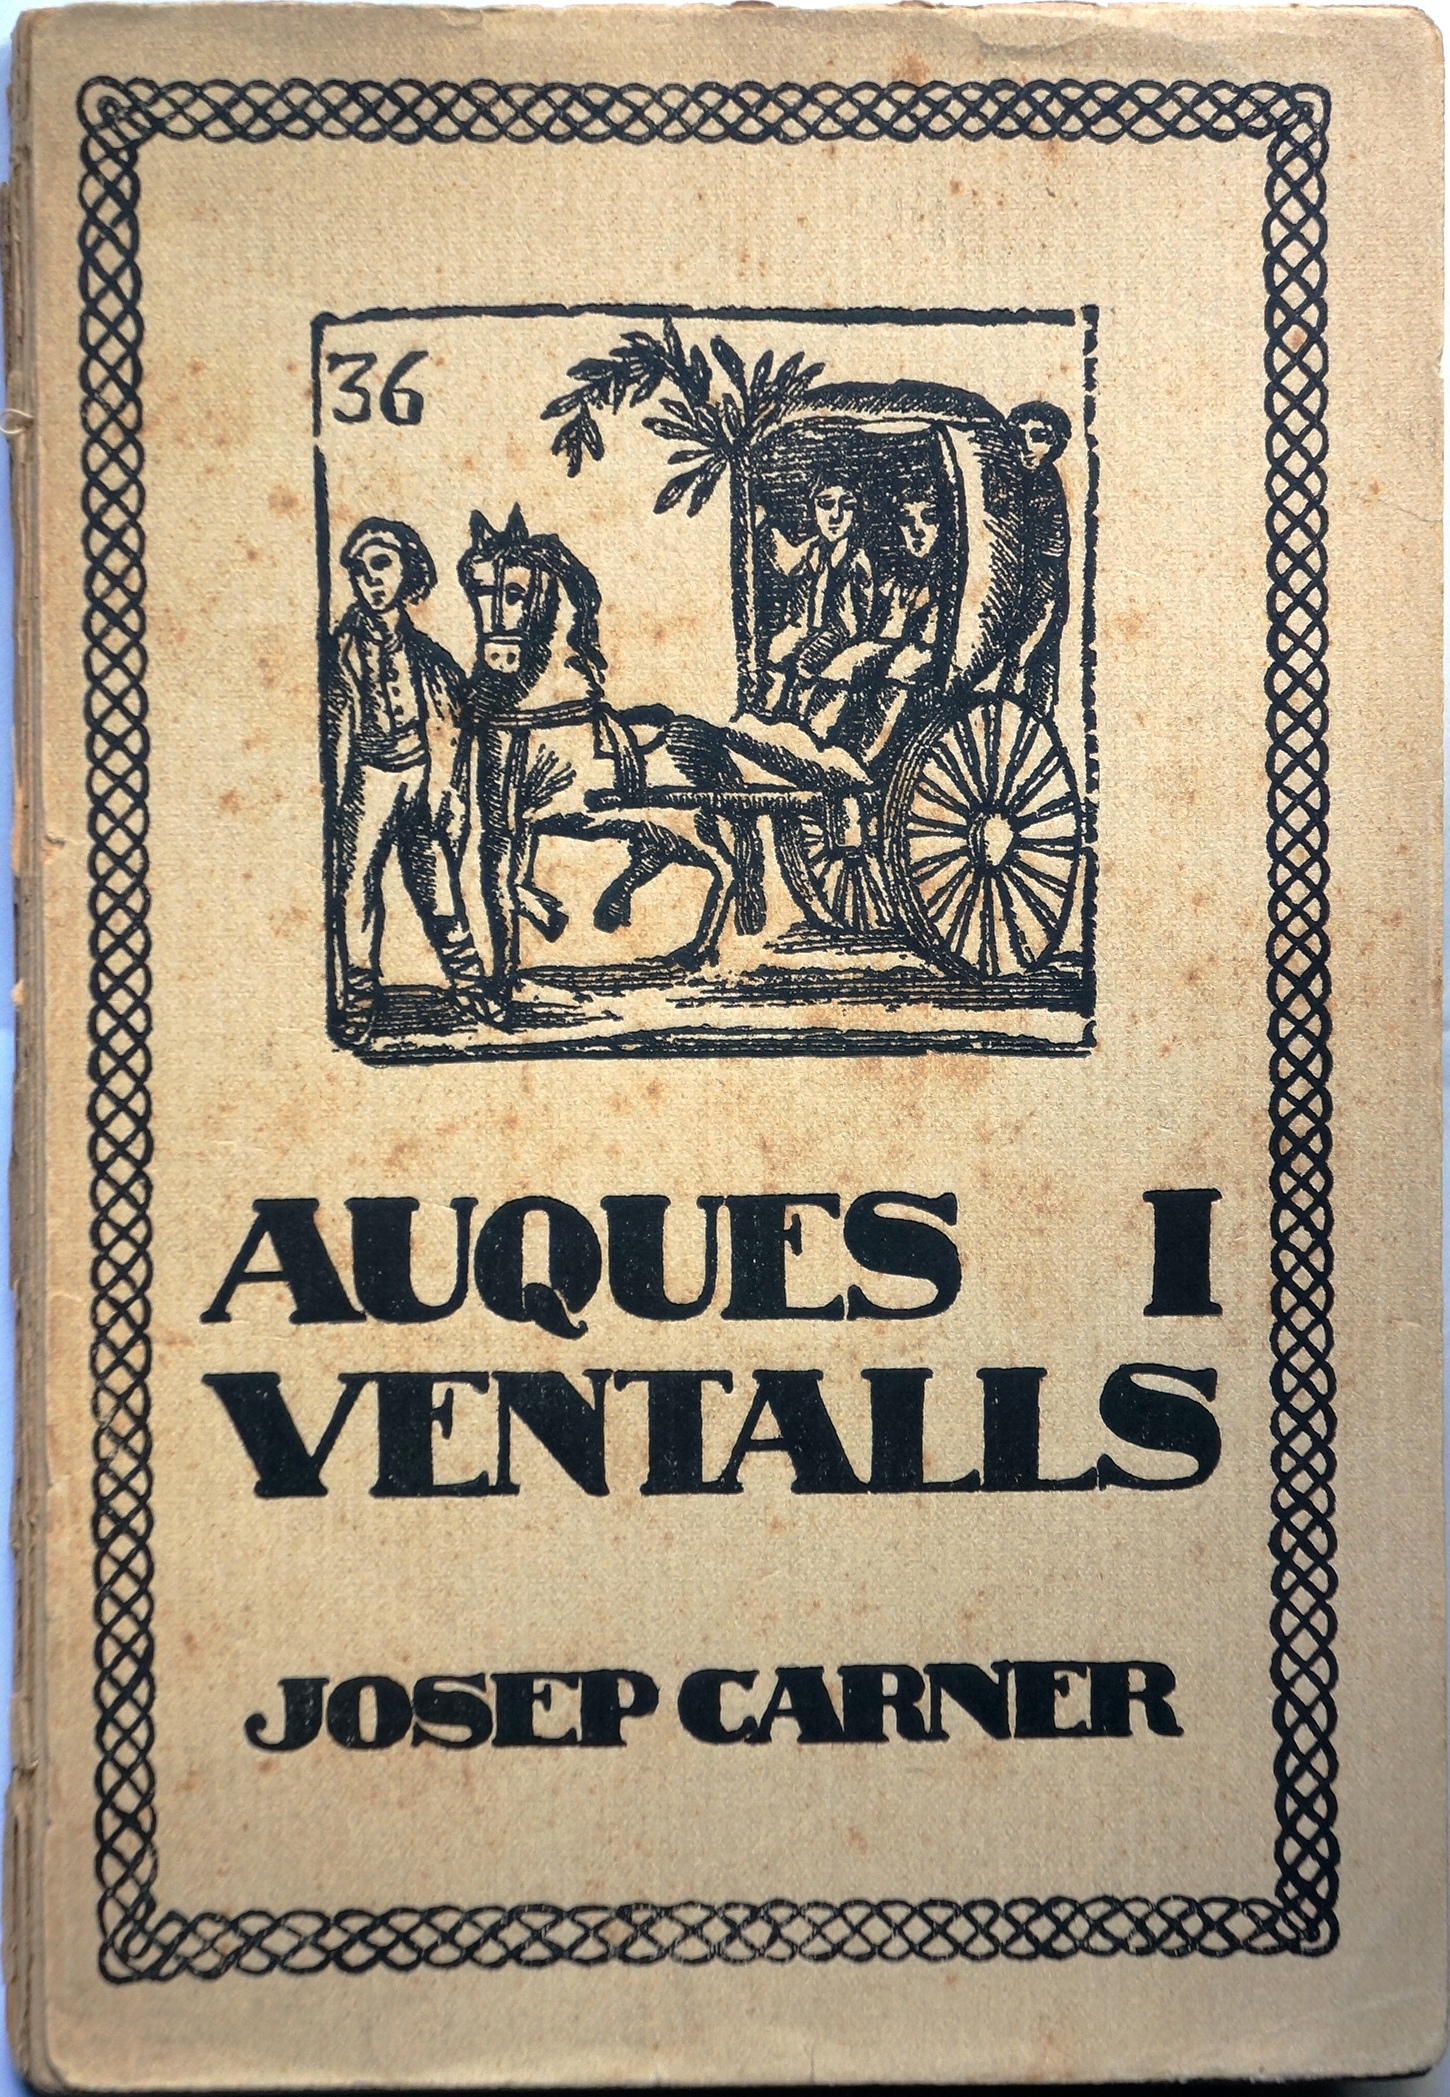 36
AUQUES I
VENTALLS
JOSEP CARNER